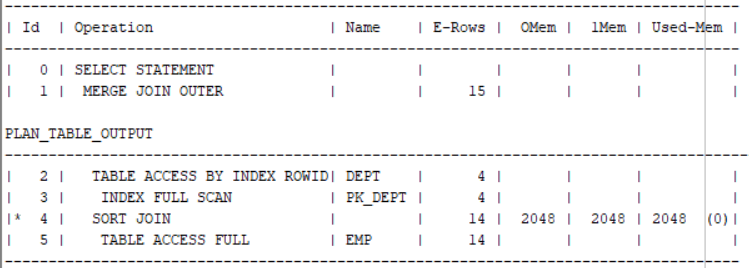 --------------------------------------------------------------------------------
| Id  | Operation                    | Name    | E-Rows |  OMem |  1Mem | Used-Mem |
--------------------------------------------------------------------------------
|   0 | SELECT STATEMENT             |         |        |       |       |          |
|   1 |  MERGE JOIN OUTER            |         |     15 |       |       |          |
PLAN_TABLE_OUTPUT
--------------------------------------------------------------------------------
|   2 |   TABLE ACCESS BY INDEX ROWID| DEPT    |      4 |       |       |          |
|   3 |    INDEX FULL SCAN           | PK_DEPT |      4 |       |       |          |
|*  4 |   SORT JOIN                  |         |     14 |  2048 |  2048 | 2048  (0)|
|   5 |    TABLE ACCESS FULL         | EMP     |     14 |       |       |          |
--------------------------------------------------------------------------------